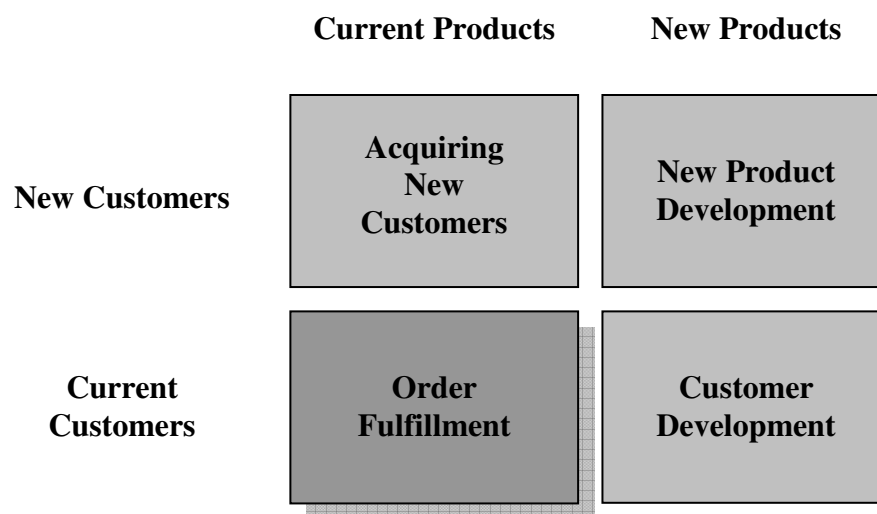 Current Products
New Products
New Customers
Acquiring
New
Customers
New Product
Development
Current
Customers
Order
Fulfillment
Customer
Development